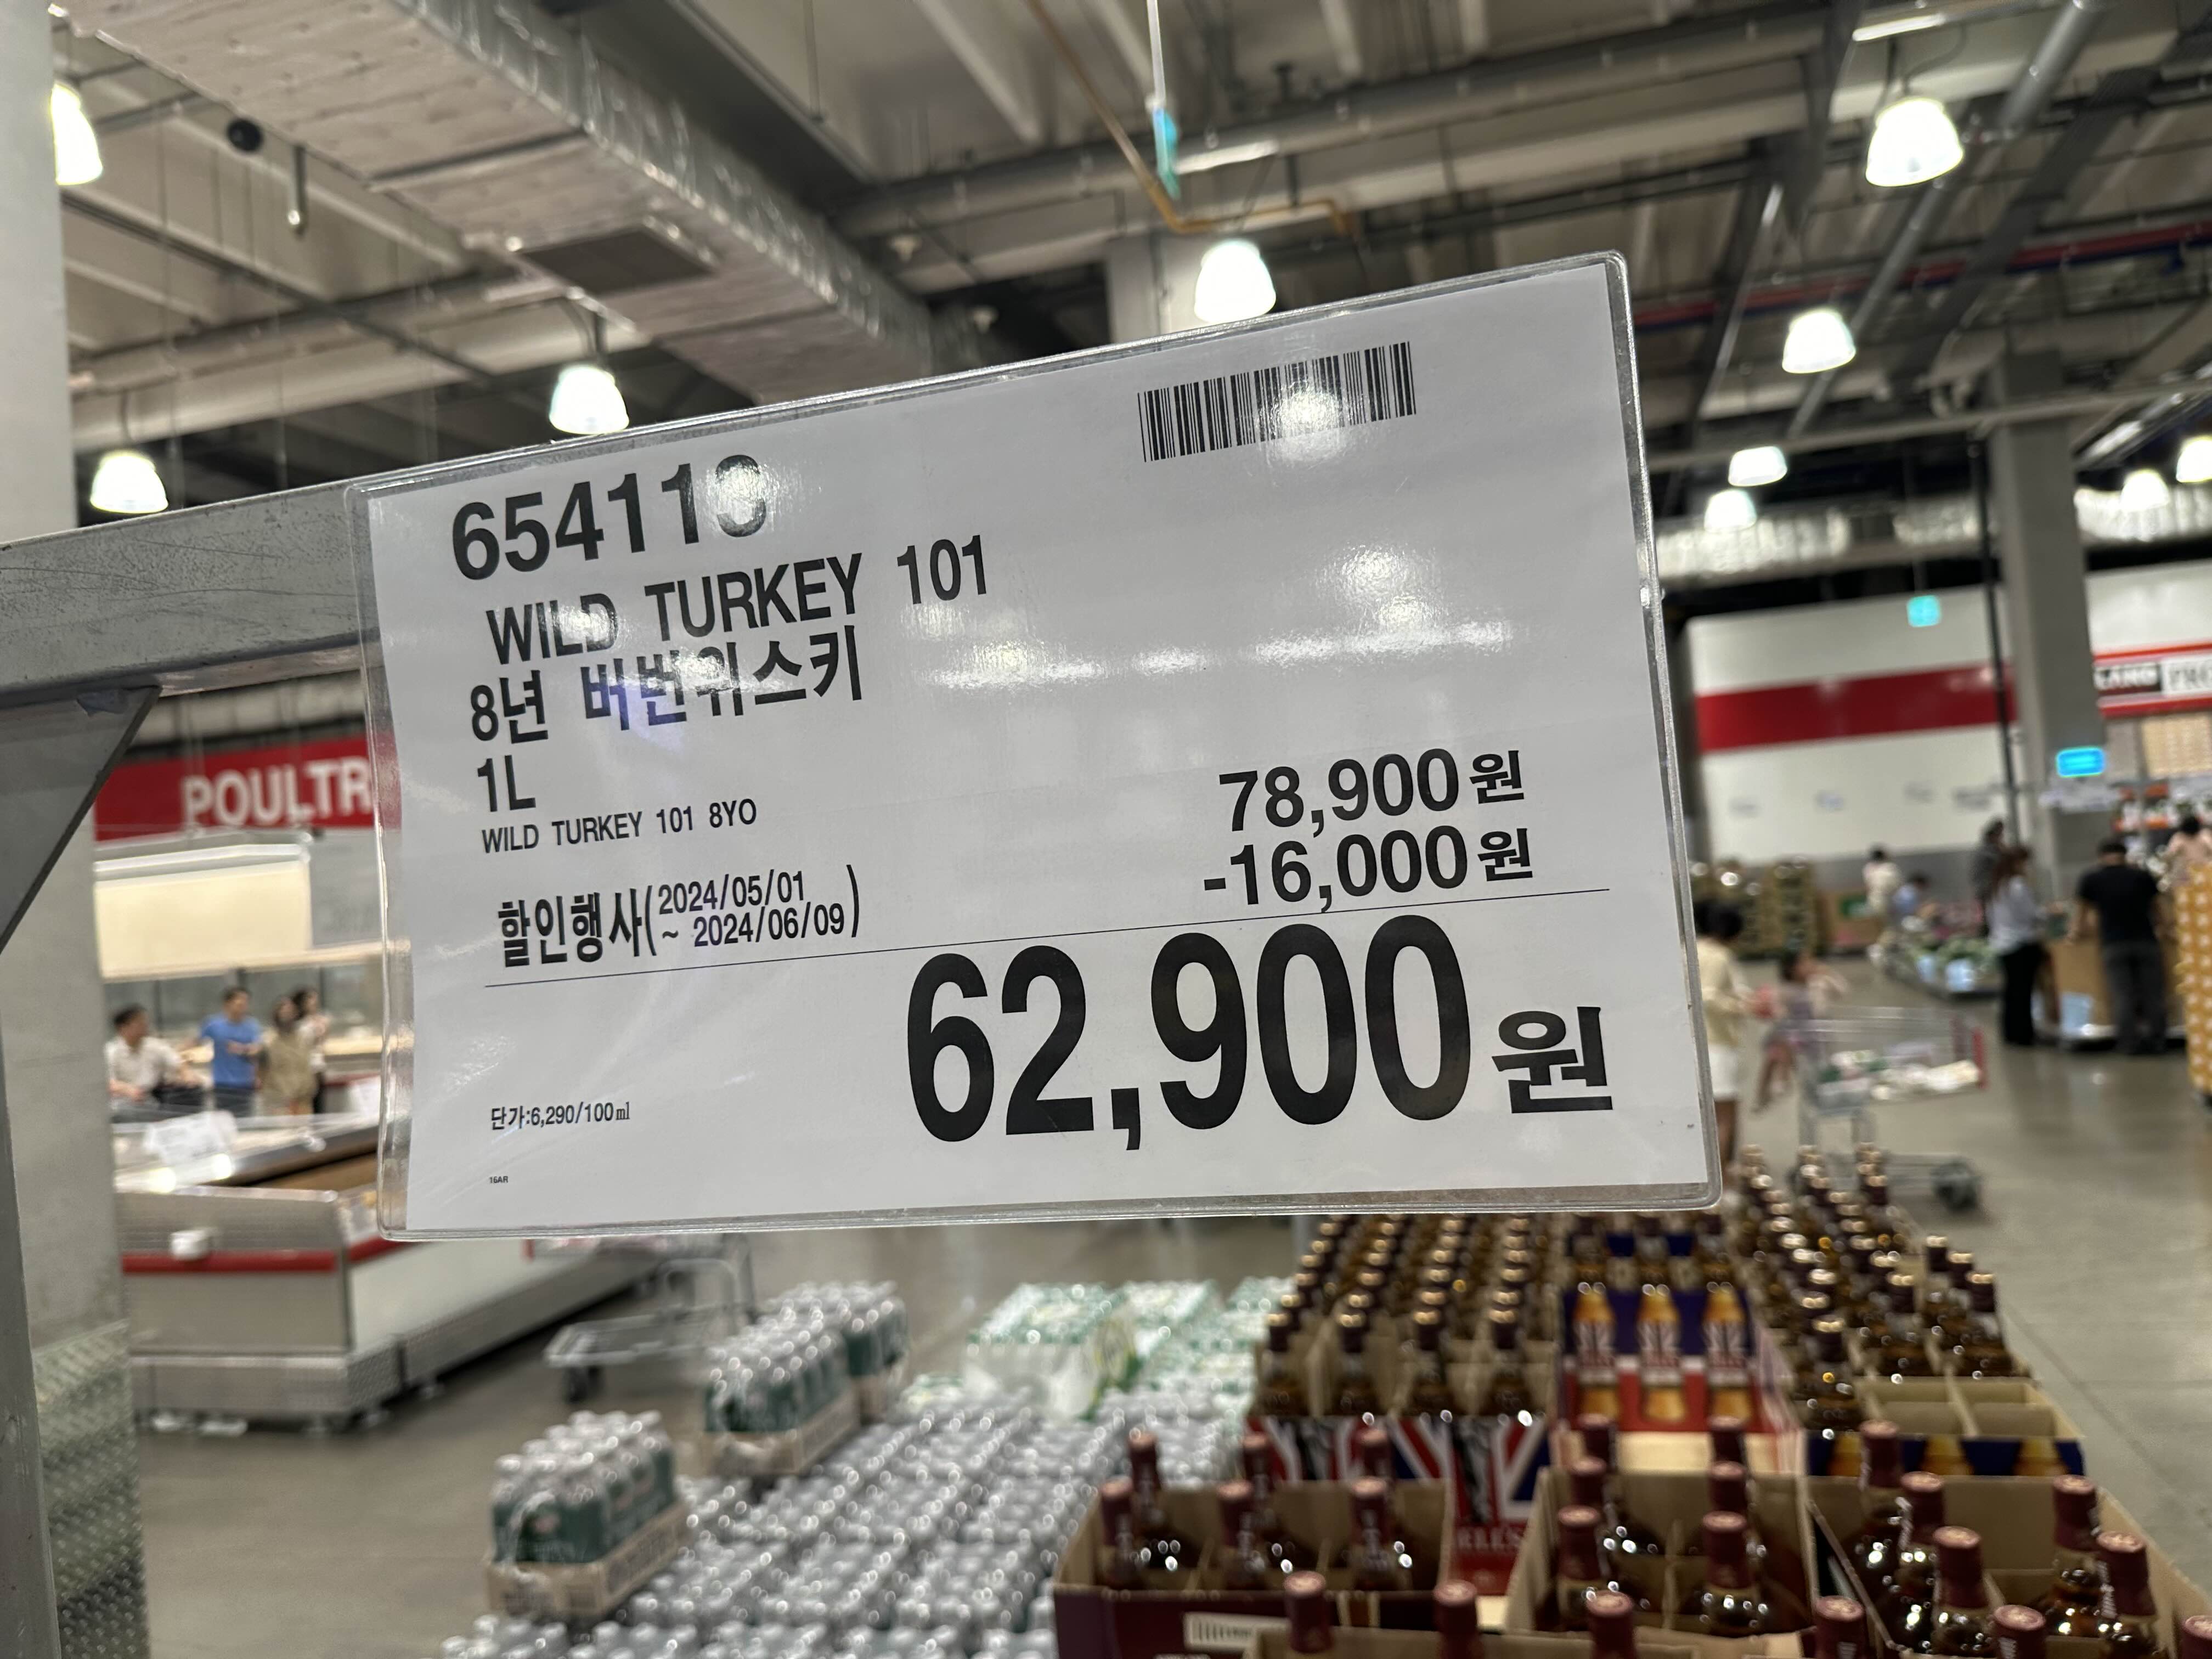 654113
WILD TURKEY 101
8년 버번위스키
1L
WILD TURKEY 101 8YO
78,900원
-16,000원
할인행사(2024/05/01
~ 2024/06/09)
62,900원
단가:6,290/100㎖
16AR
POULTR